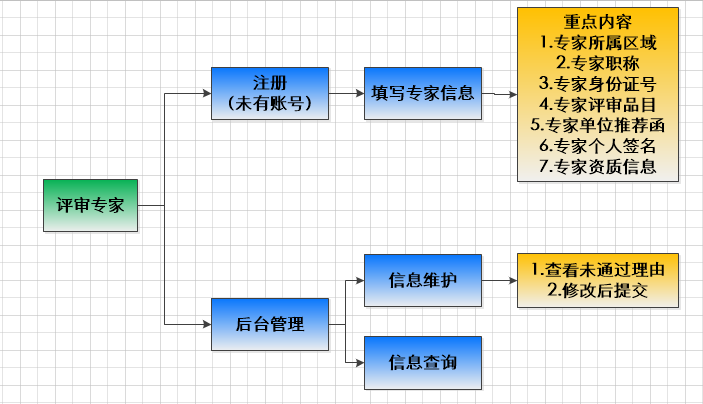 重点内容
1.专家所属区域
2.专家职称
3.专家身份证号
4.专家评审品目
5.专家单位推荐函
6.专家个人签名
7.专家资质信息
注册
（未有账号）
填写专家信息
评审专家
信息维护
1.查看未通过理由
2.修改后提交
后台管理
信息查询